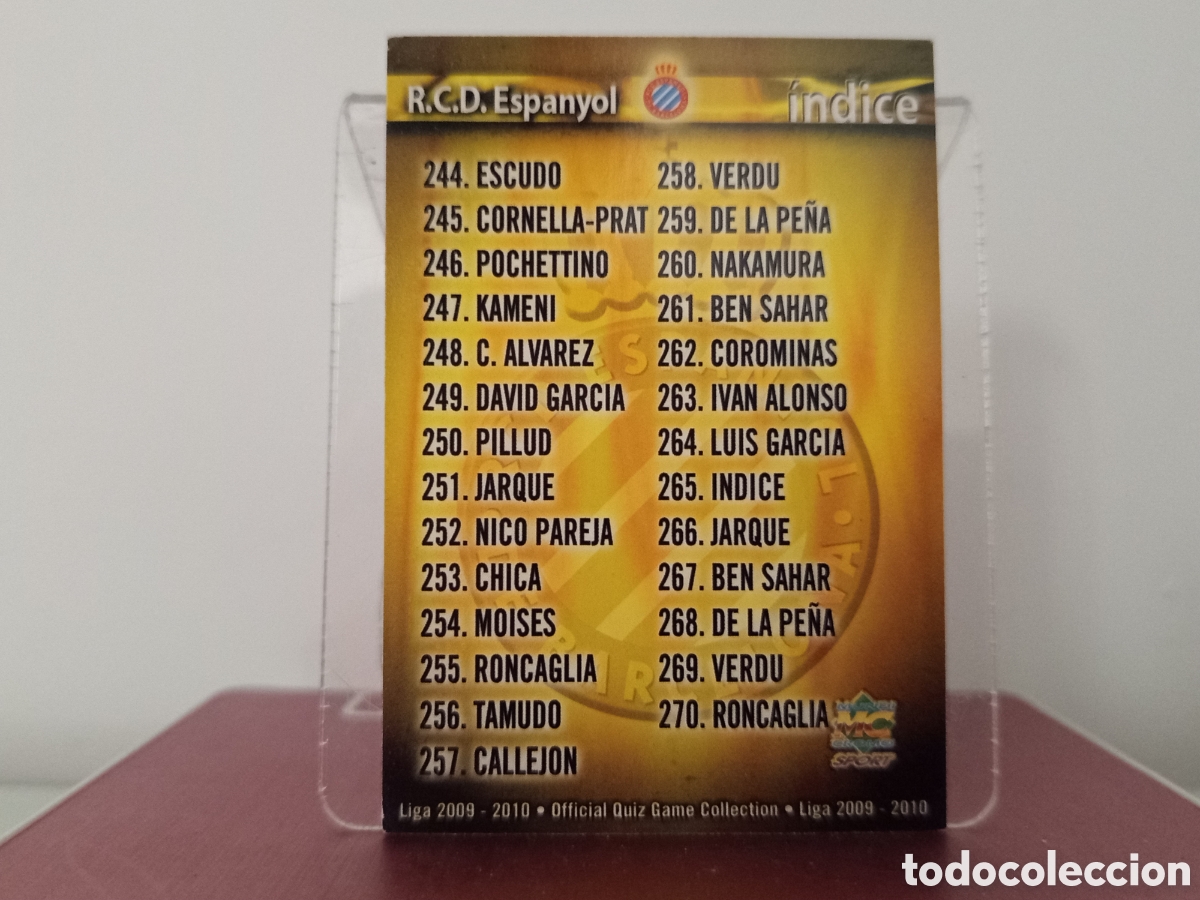 R.C.D. Espanyol
índice
244. ESCUDO
245. CORNELLA-PRAT
246. POCHETTINO
247. KAMENI
248. C. ALVAREZ
249. DAVID GARCIA
250. PILLUD
251. JARQUE
252. NICO PAREJA
253. CHICA
254. MOISES
255. RONCAGLIA
256. TAMUDO
257. CALLEJON
258. VERDU
259. DE LA PEÑA
260. NAKAMURA
261. BEN SAHAR
262. COROMINAS
263. IVAN ALONSO
264. LUIS GARCIA
265. INDICE
266. JARQUE
267. BEN SAHAR
268. DE LA PEÑA
269. VERDU
270. RONCAGLIA
MC
SPORT
Liga 2009 - 2010 • Official Quiz Game Collection • Liga 2009 - 2010
todocoleccion